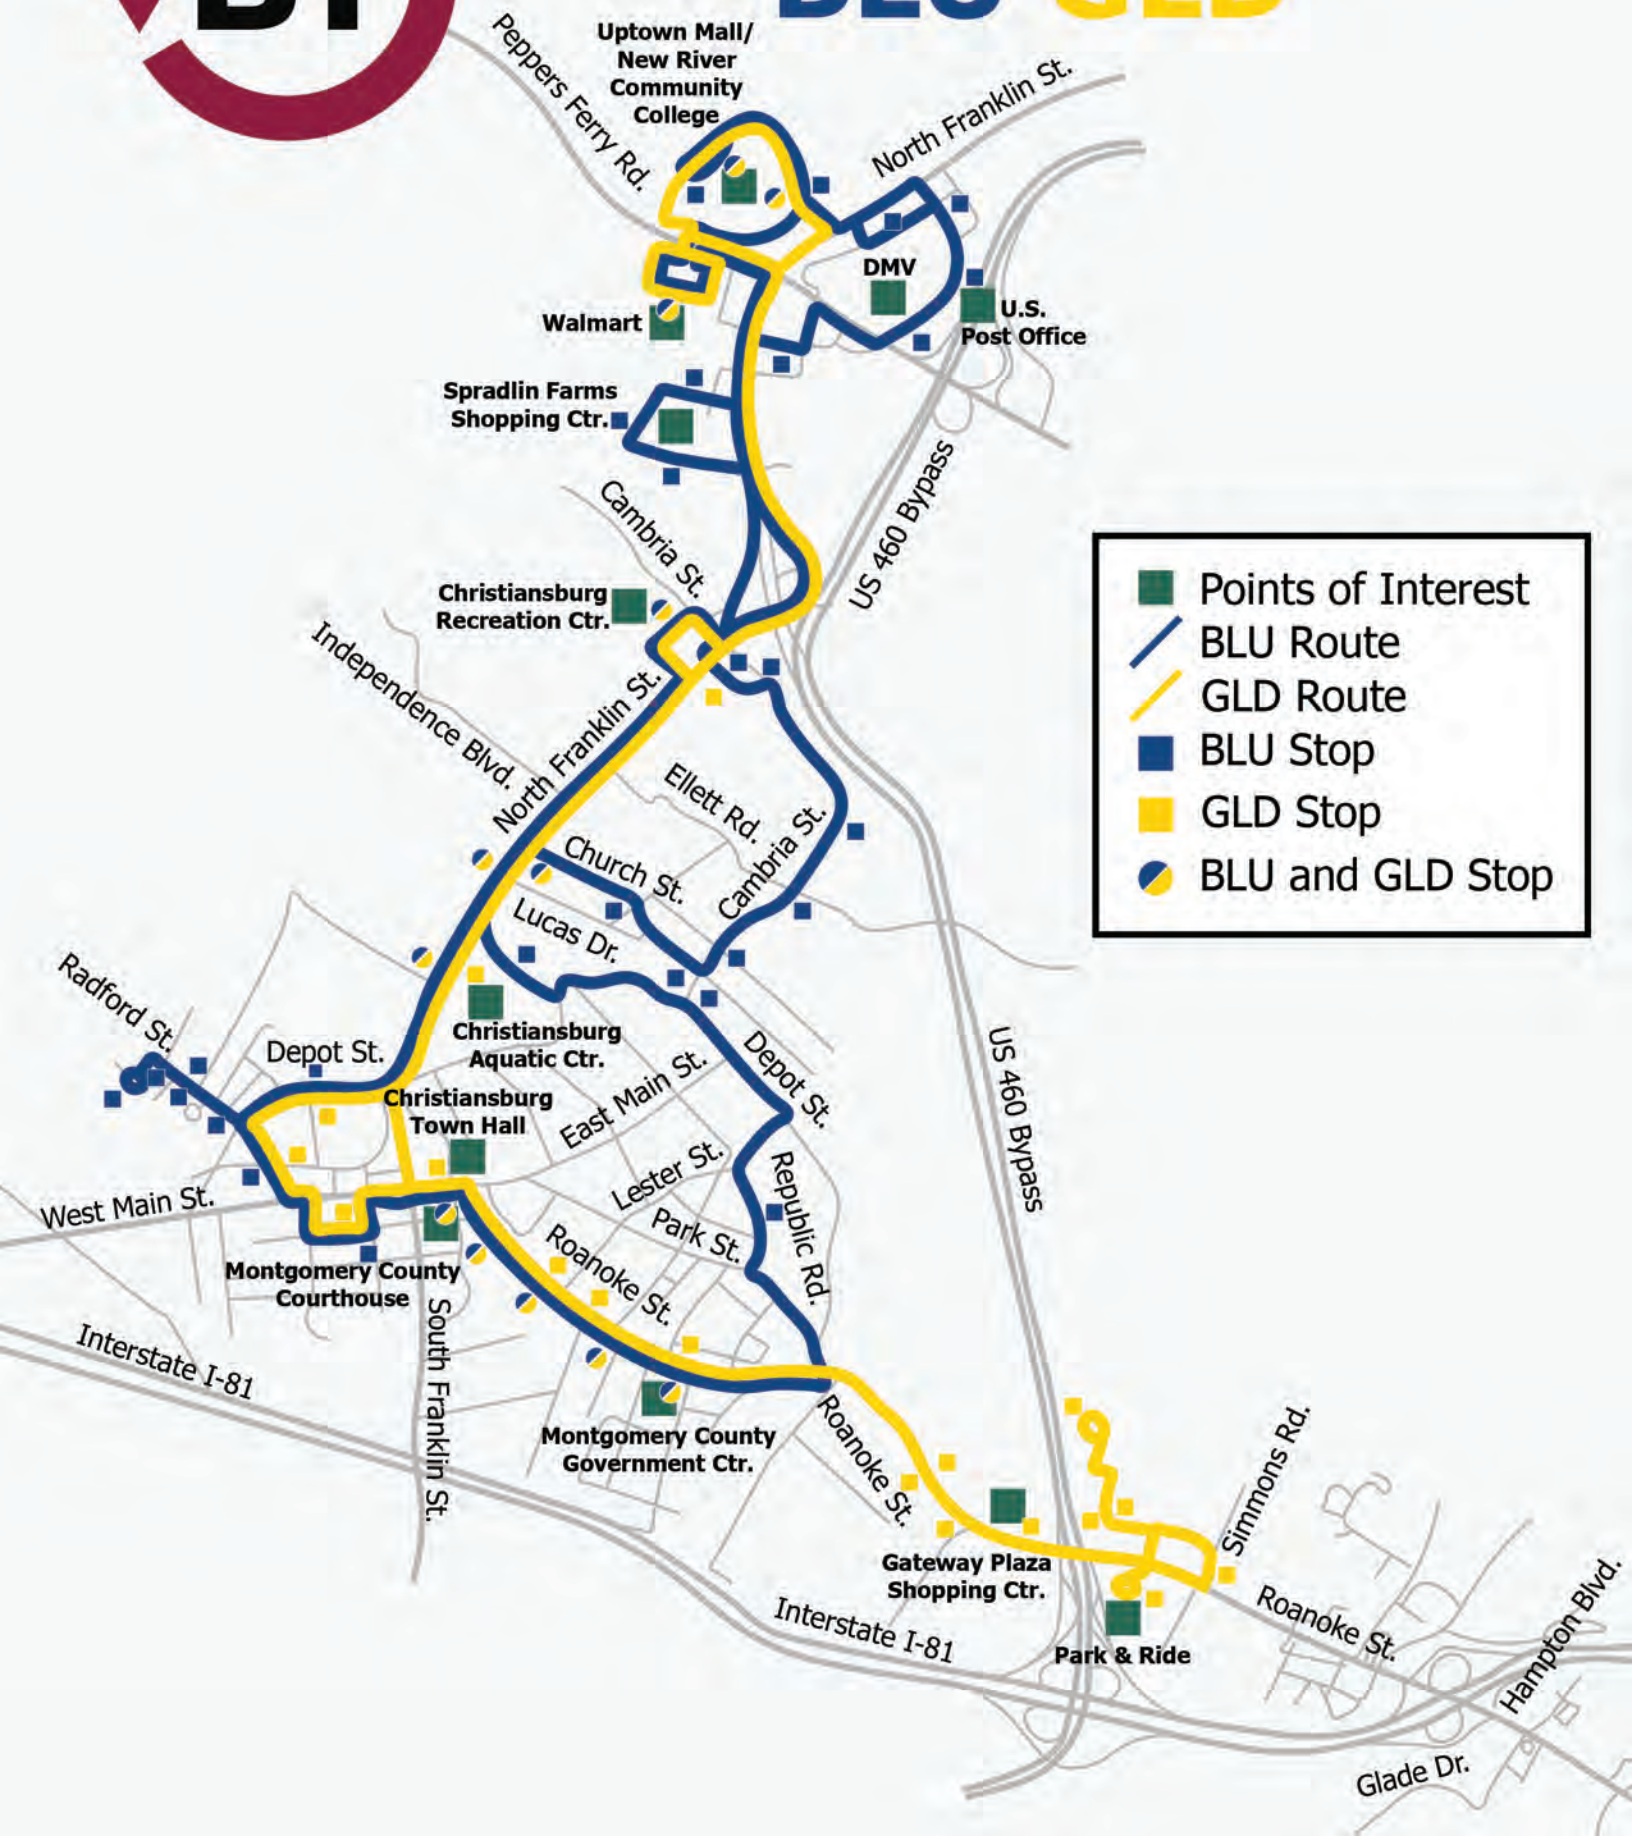 BT
BLU GLD
Uptown Mall/
New River
Community
College
Peppers Ferry Rd.
North Franklin St.
DMV
U.S.
Post Office
Walmart
Spradlin Farms
Shopping Ctr.
Cambria St.
US 460 Bypass
Christiansburg
Recreation Ctr.
Independence Blvd.
North Franklin St.
Points of Interest
BLU Route
GLD Route
BLU Stop
GLD Stop
BLU and GLD Stop
Ellett Rd.
Cambria St.
Church St.
Lucas Dr.
Radford St.
Depot St.
Christiansburg
Aquatic Ctr.
Christiansburg
Town Hall
East Main St.
Depot St.
US 460 Bypass
Lester St.
Republic Rd.
West Main St.
Park St.
Roanoke St.
Montgomery County
Courthouse
South Franklin St.
Interstate I-81
Montgomery County
Government Ctr.
Roanoke St.
Simmons Rd.
Gateway Plaza
Shopping Ctr.
Interstate I-81
Park & Ride
Roanoke St.
Hampton Blvd.
Glade Dr.